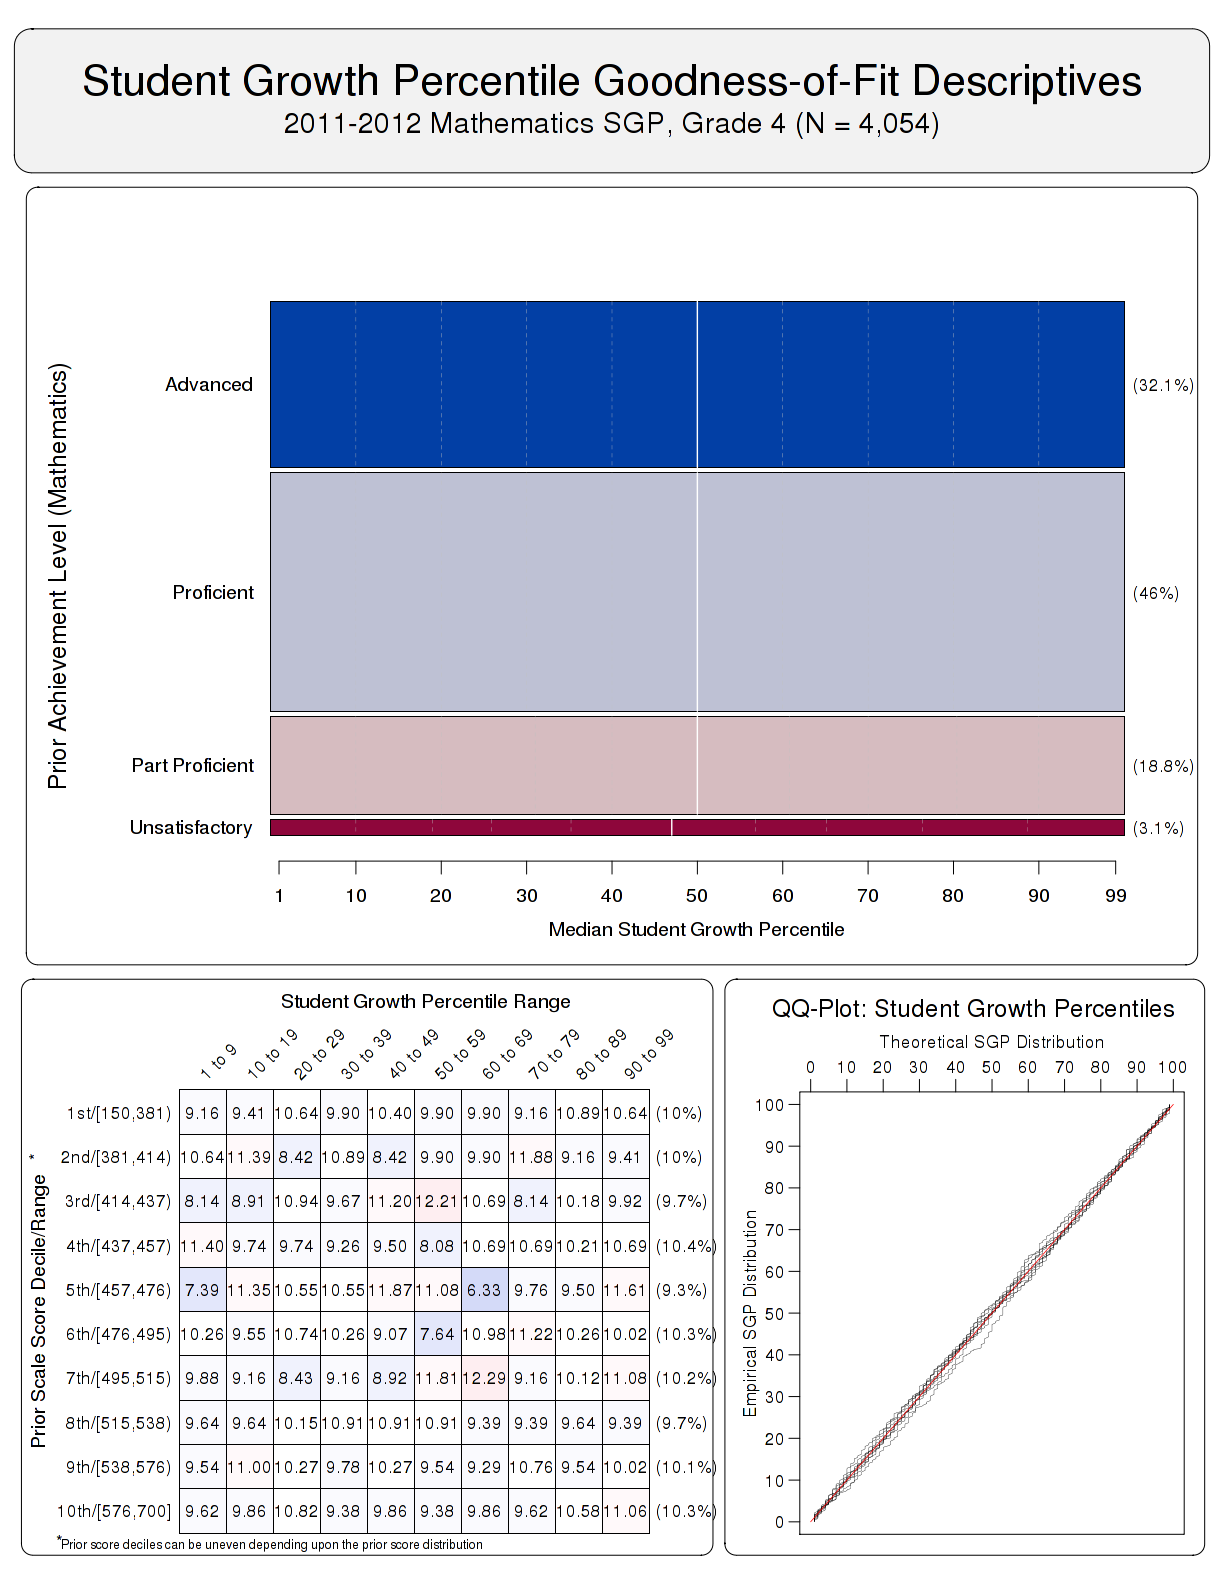 Student Growth Percentile Goodness-of-Fit Descriptives
2011-2012 Mathematics SGP, Grade 4 (N = 4,054)
Prior Achievement Level (Mathematics)
Advanced (32.1%)
Proficient (46%)
Part Proficient (18.8%)
Unsatisfactory (3.1%)
1 10 20 30 40 50 60 70 80 90 99
Median Student Growth Percentile
Student Growth Percentile Range
1 to 9 10 to 19 20 to 29 30 to 39 40 to 49 50 to 59 60 to 69 70 to 79 80 to 89 90 to 99
Prior Scale Score Decile/Range *
1st/[150,381) 9.16 9.41 10.64 9.90 10.40 9.90 9.90 9.16 10.89 10.64 (10%)
2nd/[381,414) 10.64 11.39 8.42 10.89 8.42 9.90 9.90 11.88 9.16 9.41 (10%)
3rd/[414,437) 8.14 8.91 10.94 9.67 11.20 12.21 10.69 8.14 10.18 9.92 (9.7%)
4th/[437,457) 11.40 9.74 9.74 9.26 9.50 8.08 10.69 10.69 10.21 10.69 (10.4%)
5th/[457,476) 7.39 11.35 10.55 10.55 11.87 11.08 6.33 9.76 9.50 11.61 (9.3%)
6th/[476,495) 10.26 9.55 10.74 10.26 9.07 7.64 10.98 11.22 10.26 10.02 (10.3%)
7th/[495,515) 9.88 9.16 8.43 9.16 8.92 11.81 12.29 9.16 10.12 11.08 (10.2%)
8th/[515,538) 9.64 9.64 10.15 10.91 10.91 10.91 9.39 9.39 9.64 9.39 (9.7%)
9th/[538,576) 9.54 11.00 10.27 9.78 10.27 9.54 9.29 10.76 9.54 10.02 (10.1%)
10th/[576,700] 9.62 9.86 10.82 9.38 9.86 9.38 9.86 9.62 10.58 11.06 (10.3%)
*Prior score deciles can be uneven depending upon the prior score distribution
QQ-Plot: Student Growth Percentiles
Theoretical SGP Distribution
0 10 20 30 40 50 60 70 80 90 100
Empirical SGP Distribution
100
90
80
70
60
50
40
30
20
10
0